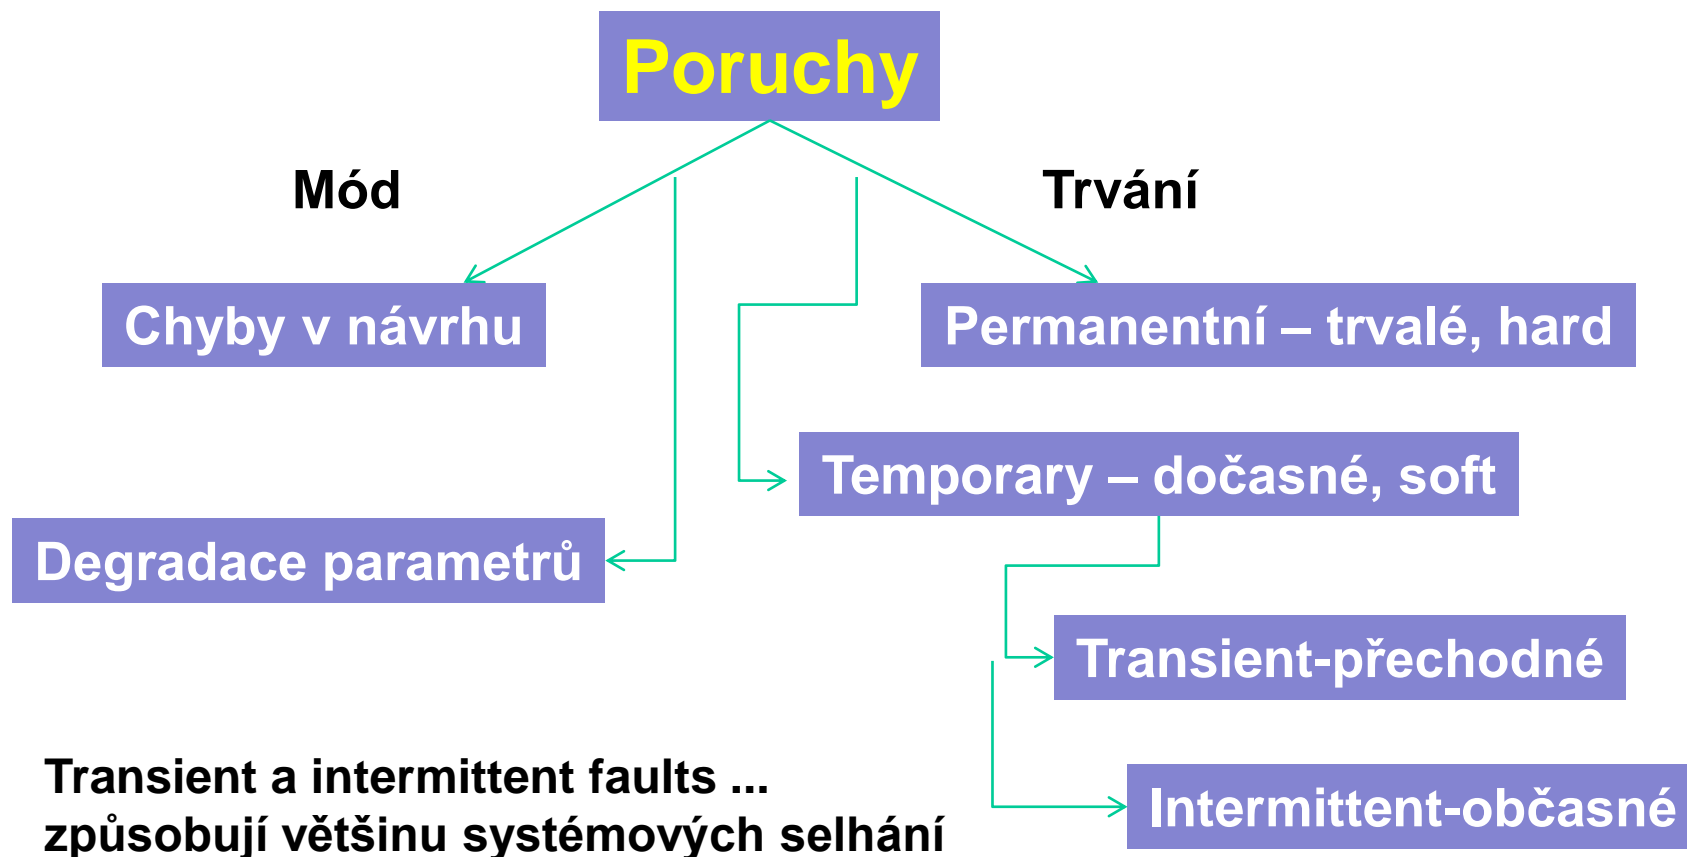 Poruchy
Mód
Trvání
Chyby v návrhu
Permanentní – trvalé, hard
Temporary – dočasné, soft
Degradace parametrů
Transient-přechodné
Intermittent-občasné
Transient a intermittent faults ...
způsobují většinu systémových selhání